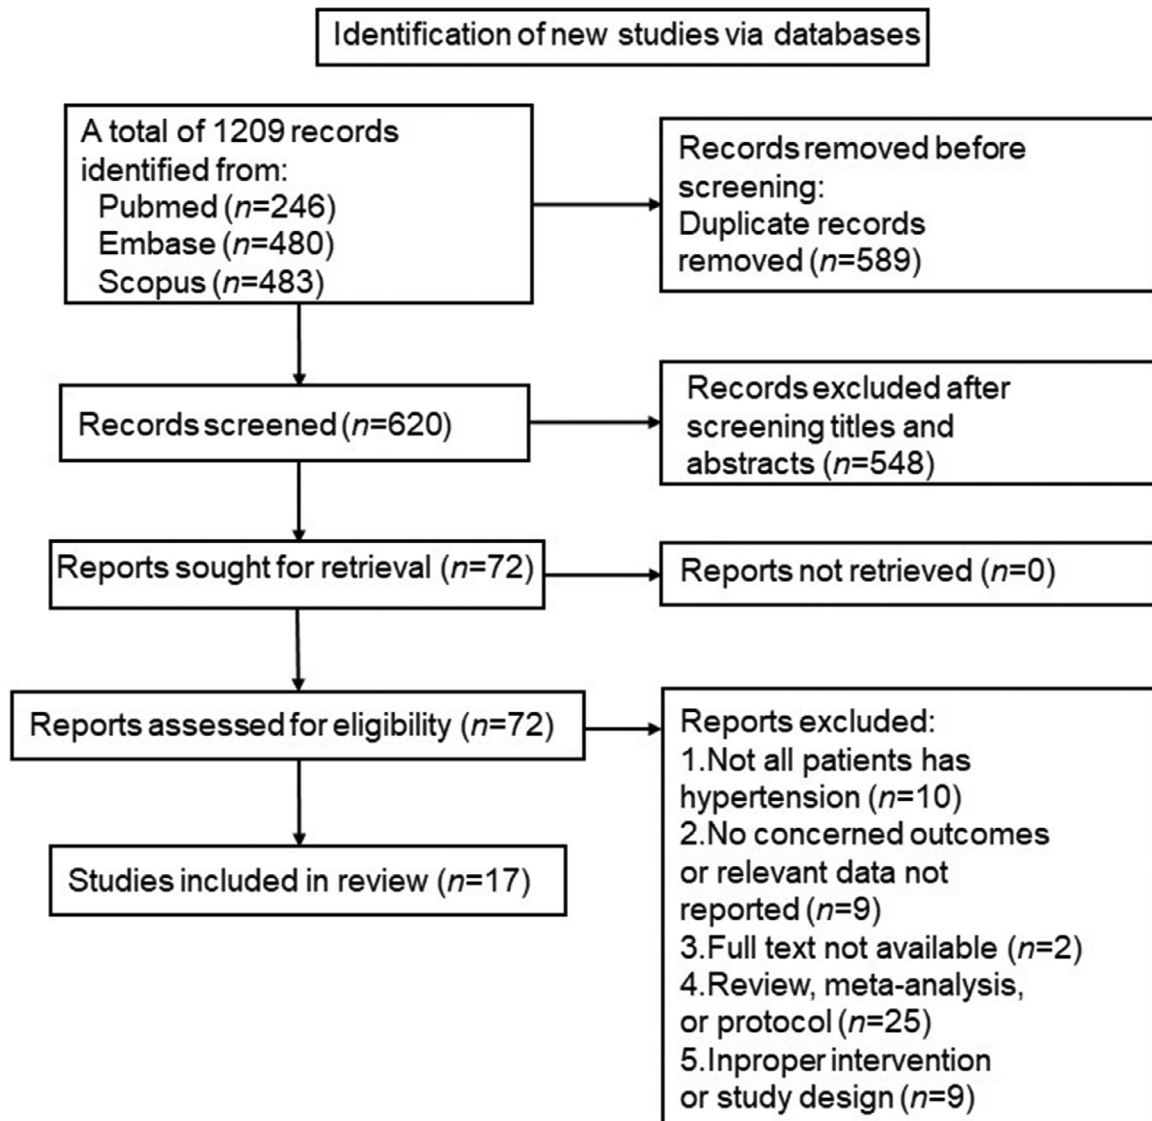 Identification of new studies via databases
A total of 1209 records
identified from:
Pubmed (n=246)
Embase (n=480)
Scopus (n=483)
Records removed before
screening:
Duplicate records
removed (n=589)
Records screened (n=620)
Records excluded after
screening titles and
abstracts (n=548)
Reports sought for retrieval (n=72)
Reports not retrieved (n=0)
Reports assessed for eligibility (n=72)
Reports excluded:
1.Not all patients has
hypertension (n=10)
2.No concerned outcomes
or relevant data not
reported (n=9)
3.Full text not available (n=2)
4.Review, meta-analysis,
or protocol (n=25)
5.Inproper intervention
or study design (n=9)
Studies included in review (n=17)